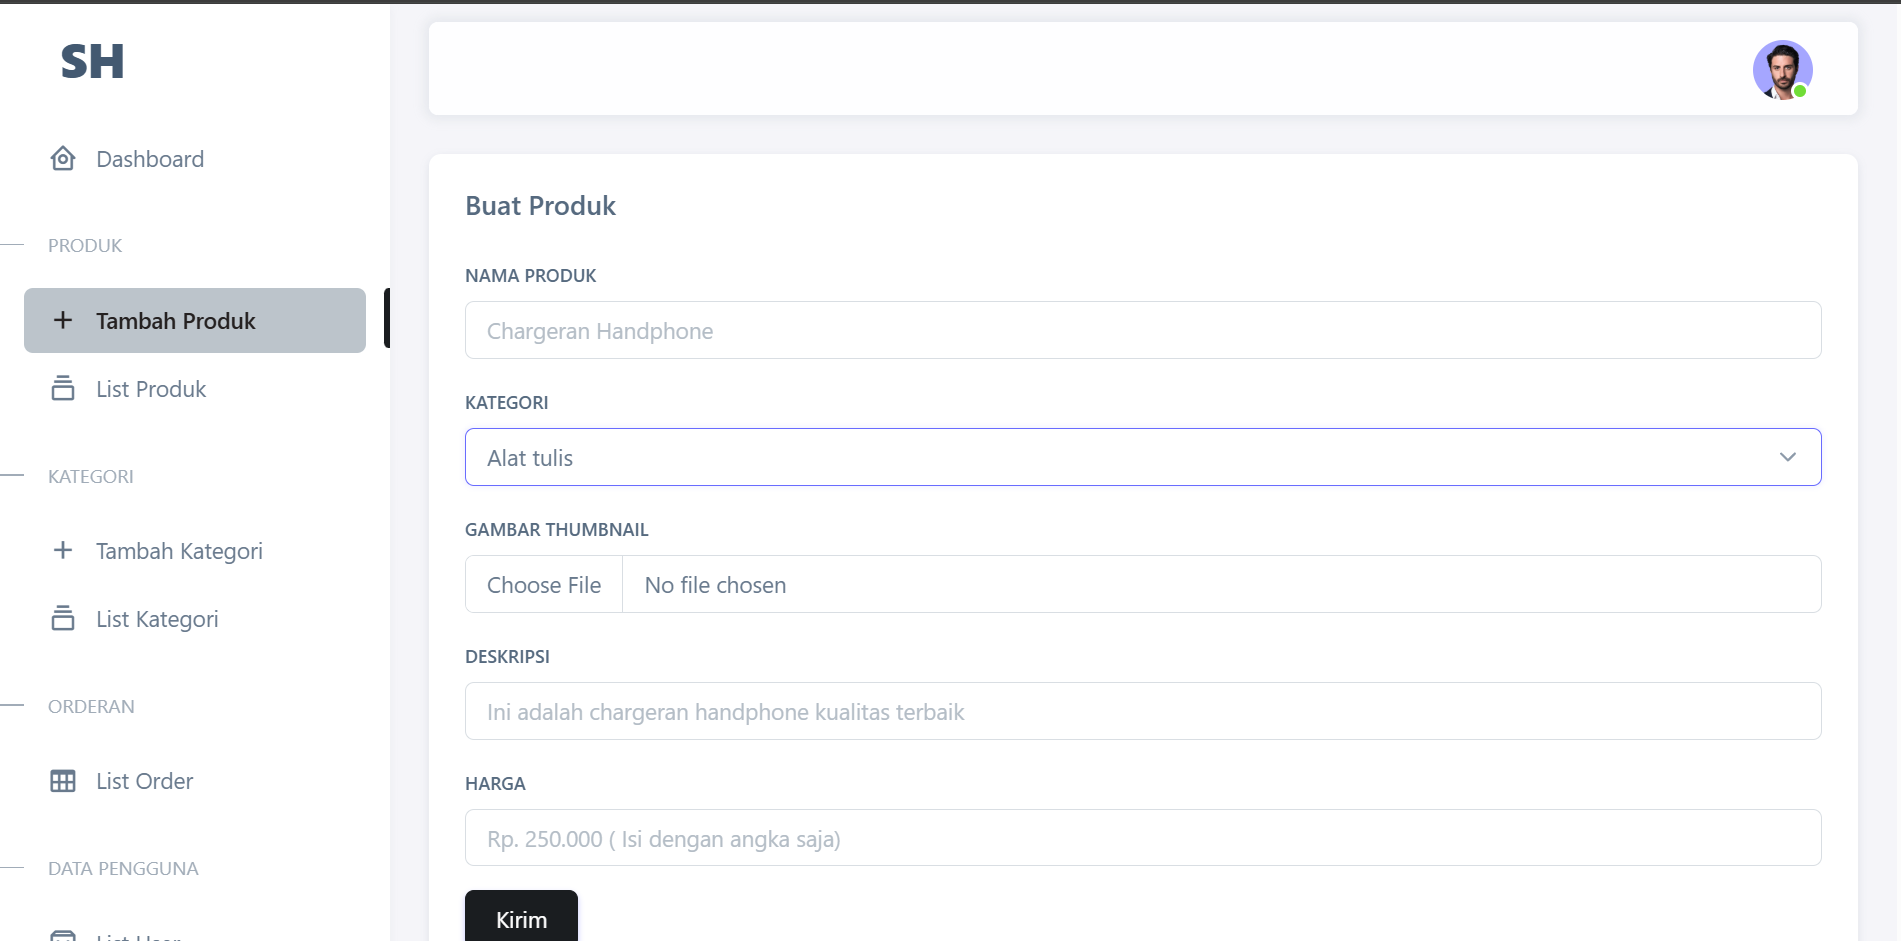 SH
Dashboard
PRODUK
Tambah Produk
List Produk
KATEGORI
Tambah Kategori
List Kategori
ORDERAN
List Order
DATA PENGGUNA
List User
Buat Produk
NAMA PRODUK
Chargeran Handphone
KATEGORI
Alat tulis
GAMBAR THUMBNAIL
Choose File No file chosen
DESKRIPSI
Ini adalah chargeran handphone kualitas terbaik
HARGA
Rp. 250.000 ( Isi dengan angka saja)
Kirim